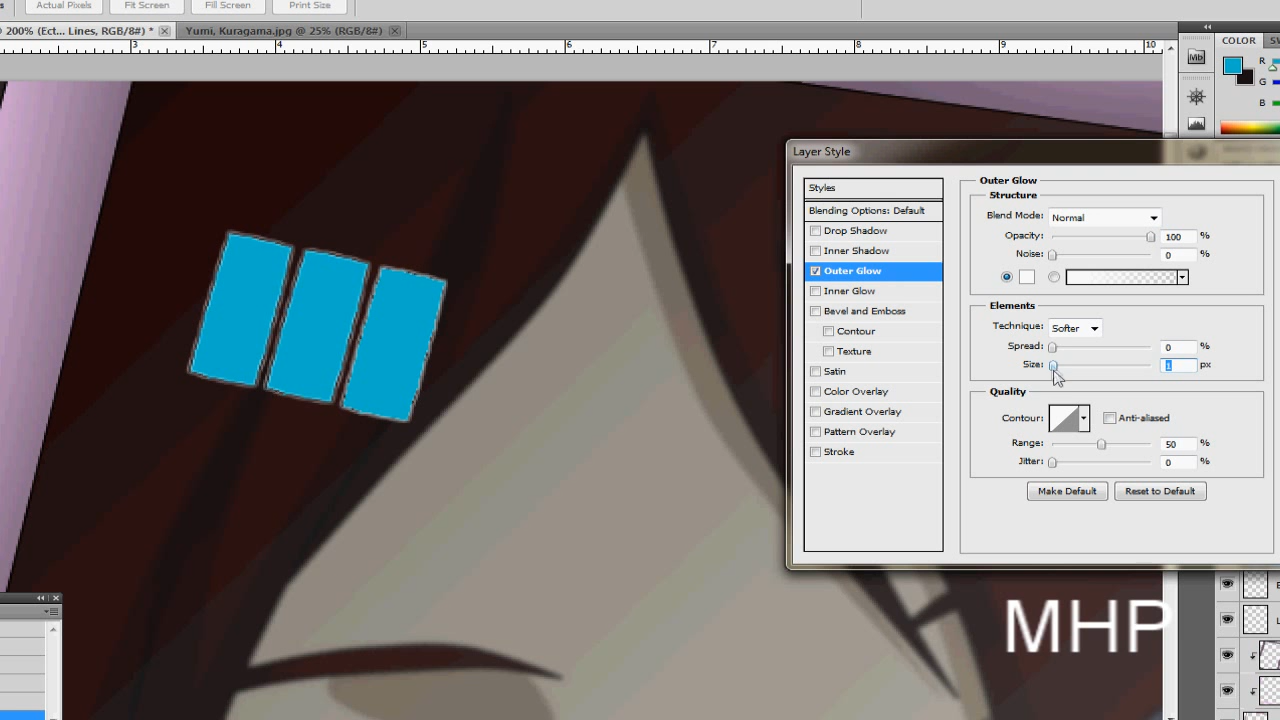 Actual Pixels Fit Screen Fill Screen Print Size
@ 200% (Ect... Lines, RGB/8#) * Yumi, Kuragama.jpg @ 25% (RGB/8#)
3 4 5 6 7 8 9 10
COLOR
R
G
B
Mb
Layer Style
Styles
Blending Options: Default
Drop Shadow
Inner Shadow
Outer Glow
Inner Glow
Bevel and Emboss
Contour
Texture
Satin
Color Overlay
Gradient Overlay
Pattern Overlay
Stroke
Outer Glow
Structure
Blend Mode: Normal
Opacity: 100 %
Noise: 0 %
Elements
Technique: Softer
Spread: 0 %
Size: 1 px
Quality
Contour: Anti-aliased
Range: 50 %
Jitter: 0 %
Make Default Reset to Default
MHP